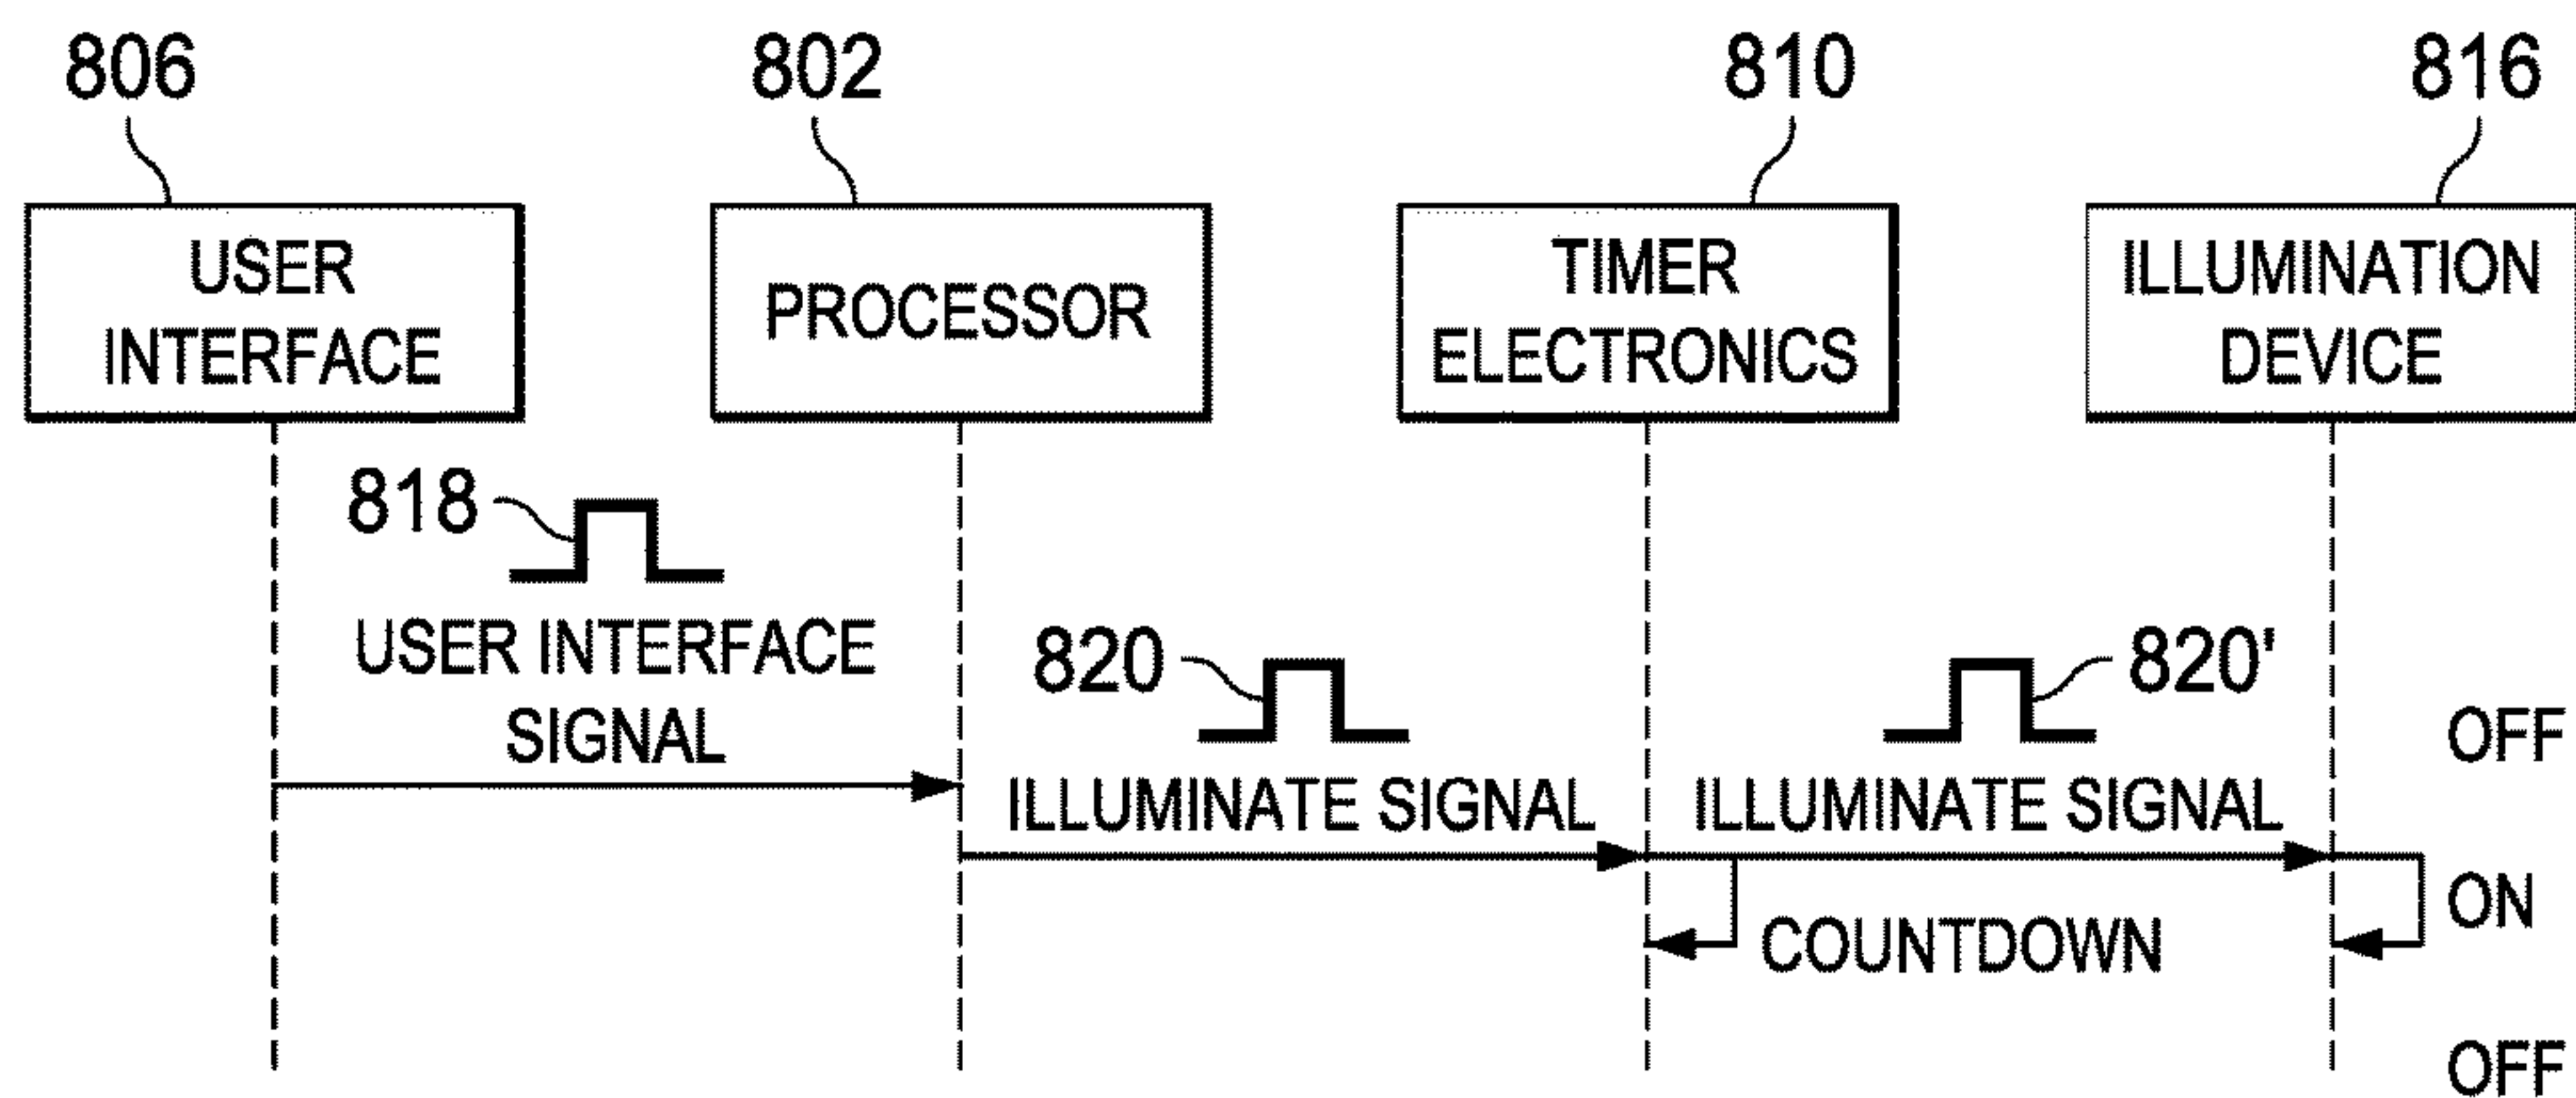 806
802
810
816
USER
INTERFACE
PROCESSOR
TIMER
ELECTRONICS
ILLUMINATION
DEVICE
818
USER INTERFACE
SIGNAL
820
ILLUMINATE SIGNAL
820'
ILLUMINATE SIGNAL
COUNTDOWN
OFF
ON
OFF